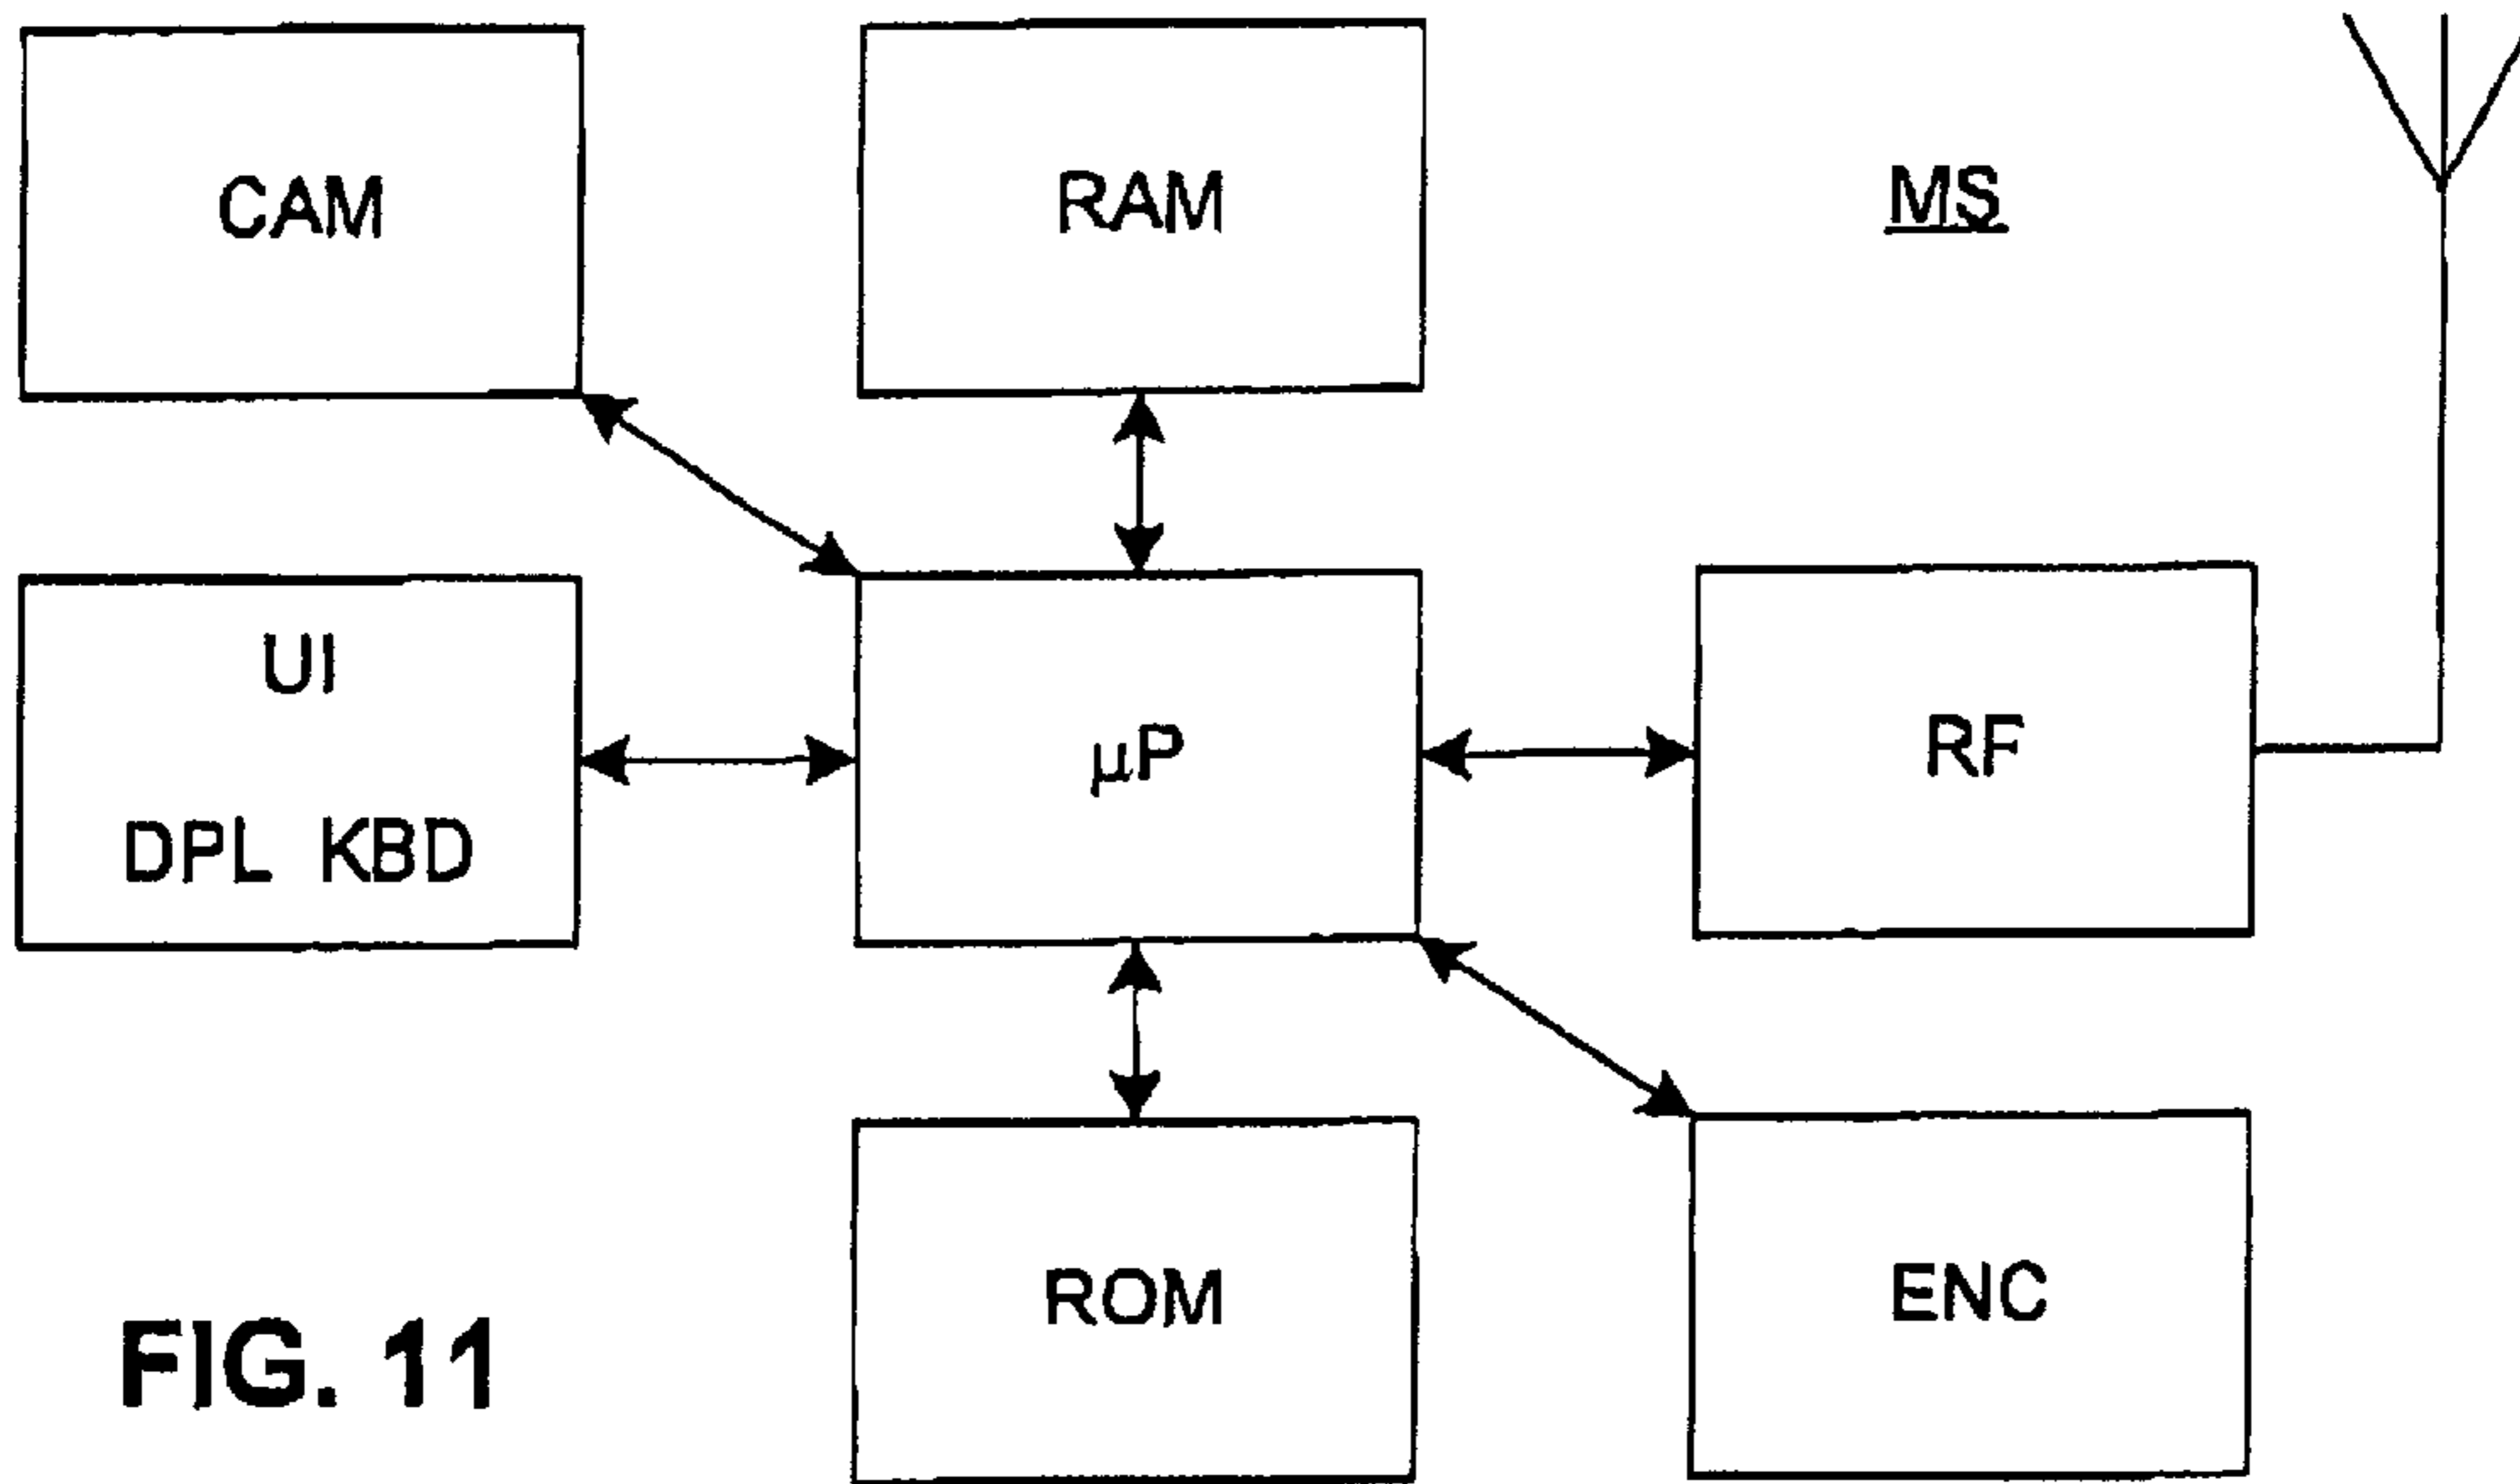 CAM
RAM
MS
UI
DPL KBD
µP
RF
ROM
ENC
FIG. 11